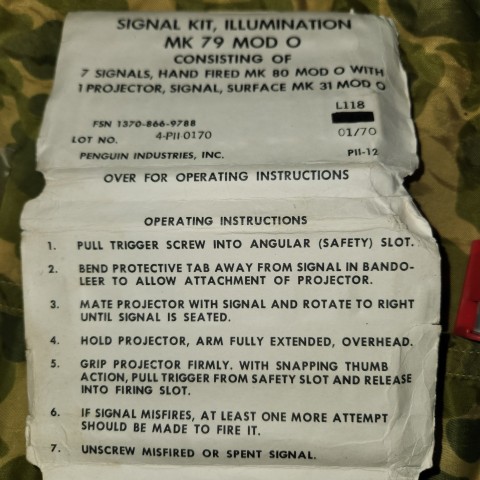 SIGNAL KIT, ILLUMINATION
MK 79 MOD O
CONSISTING OF
7 SIGNALS, HAND FIRED MK 80 MOD O WITH
1 PROJECTOR, SIGNAL, SURFACE MK 31 MOD O
L118
FSN 1370-866-9788
LOT NO. 4-PII-0170 01/70
PENGUIN INDUSTRIES, INC. PII-12
OVER FOR OPERATING INSTRUCTIONS
OPERATING INSTRUCTIONS
1. PULL TRIGGER SCREW INTO ANGULAR (SAFETY) SLOT.
2. BEND PROTECTIVE TAB AWAY FROM SIGNAL IN BANDO-
LEER TO ALLOW ATTACHMENT OF PROJECTOR.
3. MATE PROJECTOR WITH SIGNAL AND ROTATE TO RIGHT
UNTIL SIGNAL IS SEATED.
4. HOLD PROJECTOR, ARM FULLY EXTENDED, OVERHEAD.
5. GRIP PROJECTOR FIRMLY. WITH SNAPPING THUMB
ACTION, PULL TRIGGER FROM SAFETY SLOT AND RELEASE
INTO FIRING SLOT.
6. IF SIGNAL MISFIRES, AT LEAST ONE MORE ATTEMPT
SHOULD BE MADE TO FIRE IT.
7. UNSCREW MISFIRED OR SPENT SIGNAL.